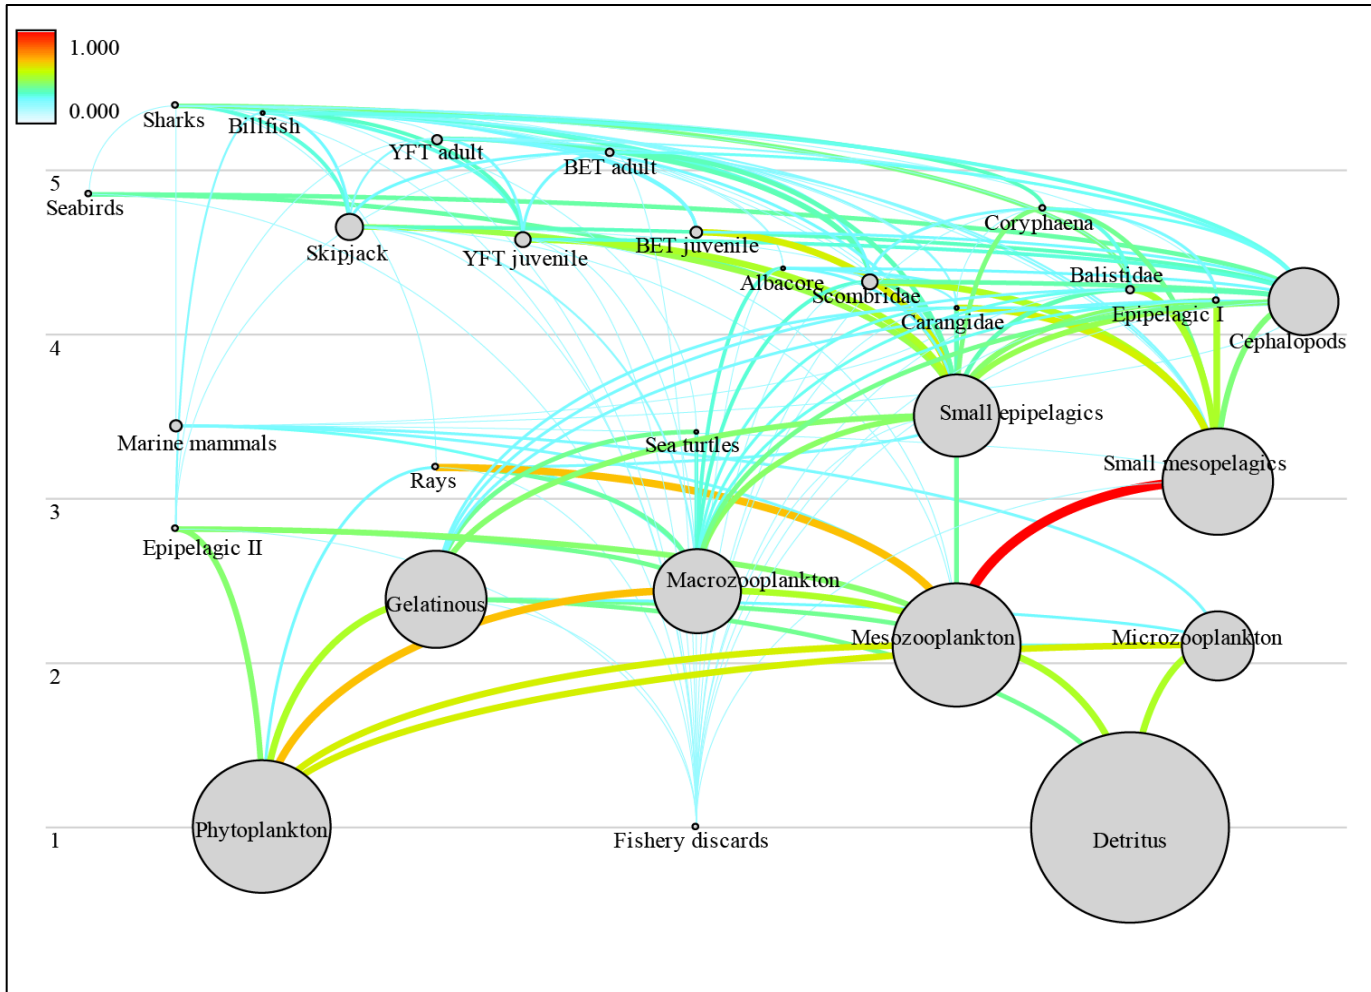 1.000
0.000
Sharks
Billfish
YFT adult
BET adult
5
Seabirds
Skipjack
YFT juvenile
BET juvenile
Coryphaena
Albacore
Scombridae
Balistidae
Carangidae
Epipelagic I
Cephalopods
4
Small epipelagics
Marine mammals
Sea turtles
Rays
Small mesopelagics
3
Epipelagic II
Gelatinous
Macrozooplankton
Mesozooplankton
Microzooplankton
2
Phytoplankton
1
Fishery discards
Detritus